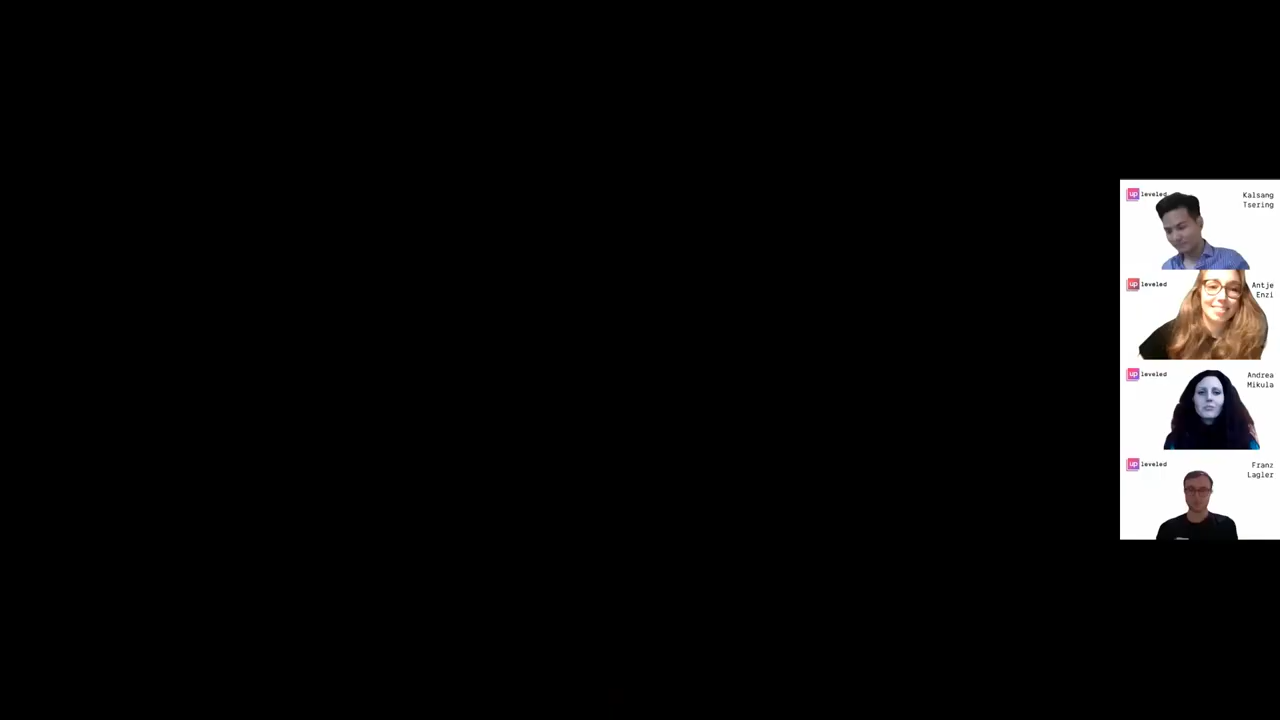 up leveled
Kalsang
Tsering
up leveled
Antje
Enzi
up leveled
Andrea
Mikula
up leveled
Franz
Lagler